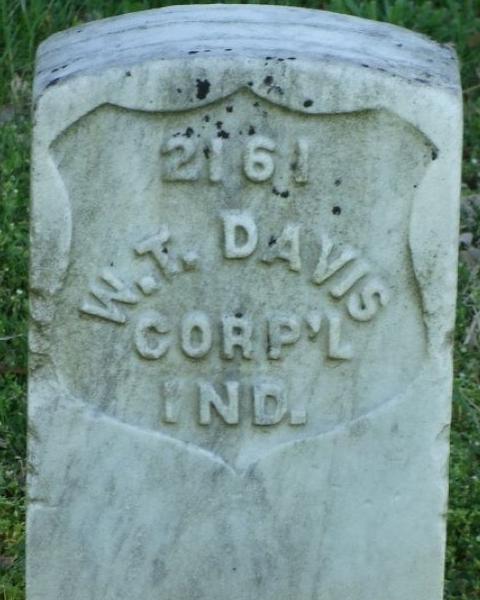 2161
W.T. DAVIS
CORP'L
IND.